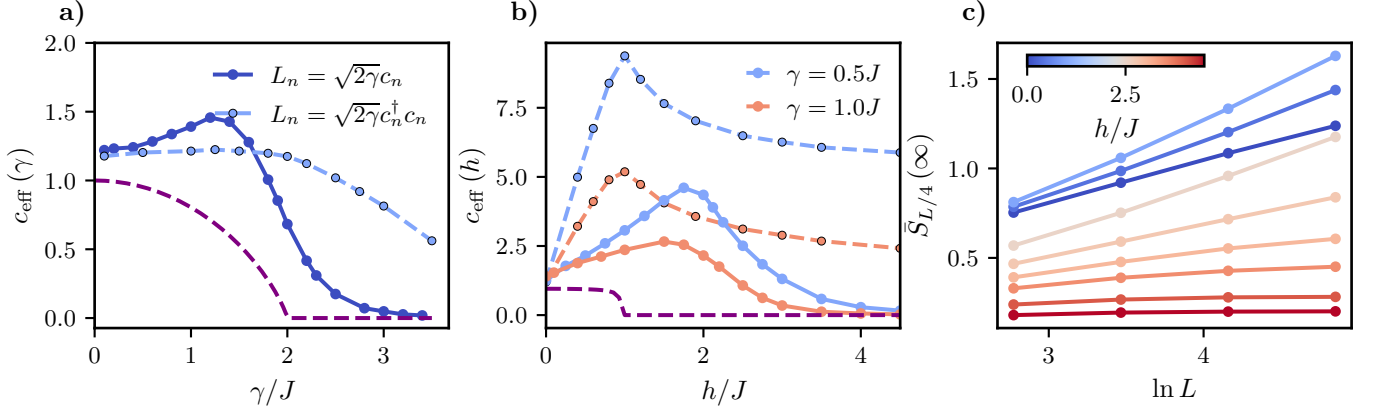 a)
2.0
1.5
1.0
0.5
0.0
0
1
2
3
c_eff (γ)
γ/J
L_n = √2γ c_n
L_n = √2γ c_n^† c_n
b)
7.5
5.0
2.5
0.0
0
2
4
c_eff (h)
h/J
γ = 0.5J
γ = 1.0J
c)
1.5
1.0
0.5
3
4
S̄_{L/4} (∞)
ln L
0.0
2.5
h/J